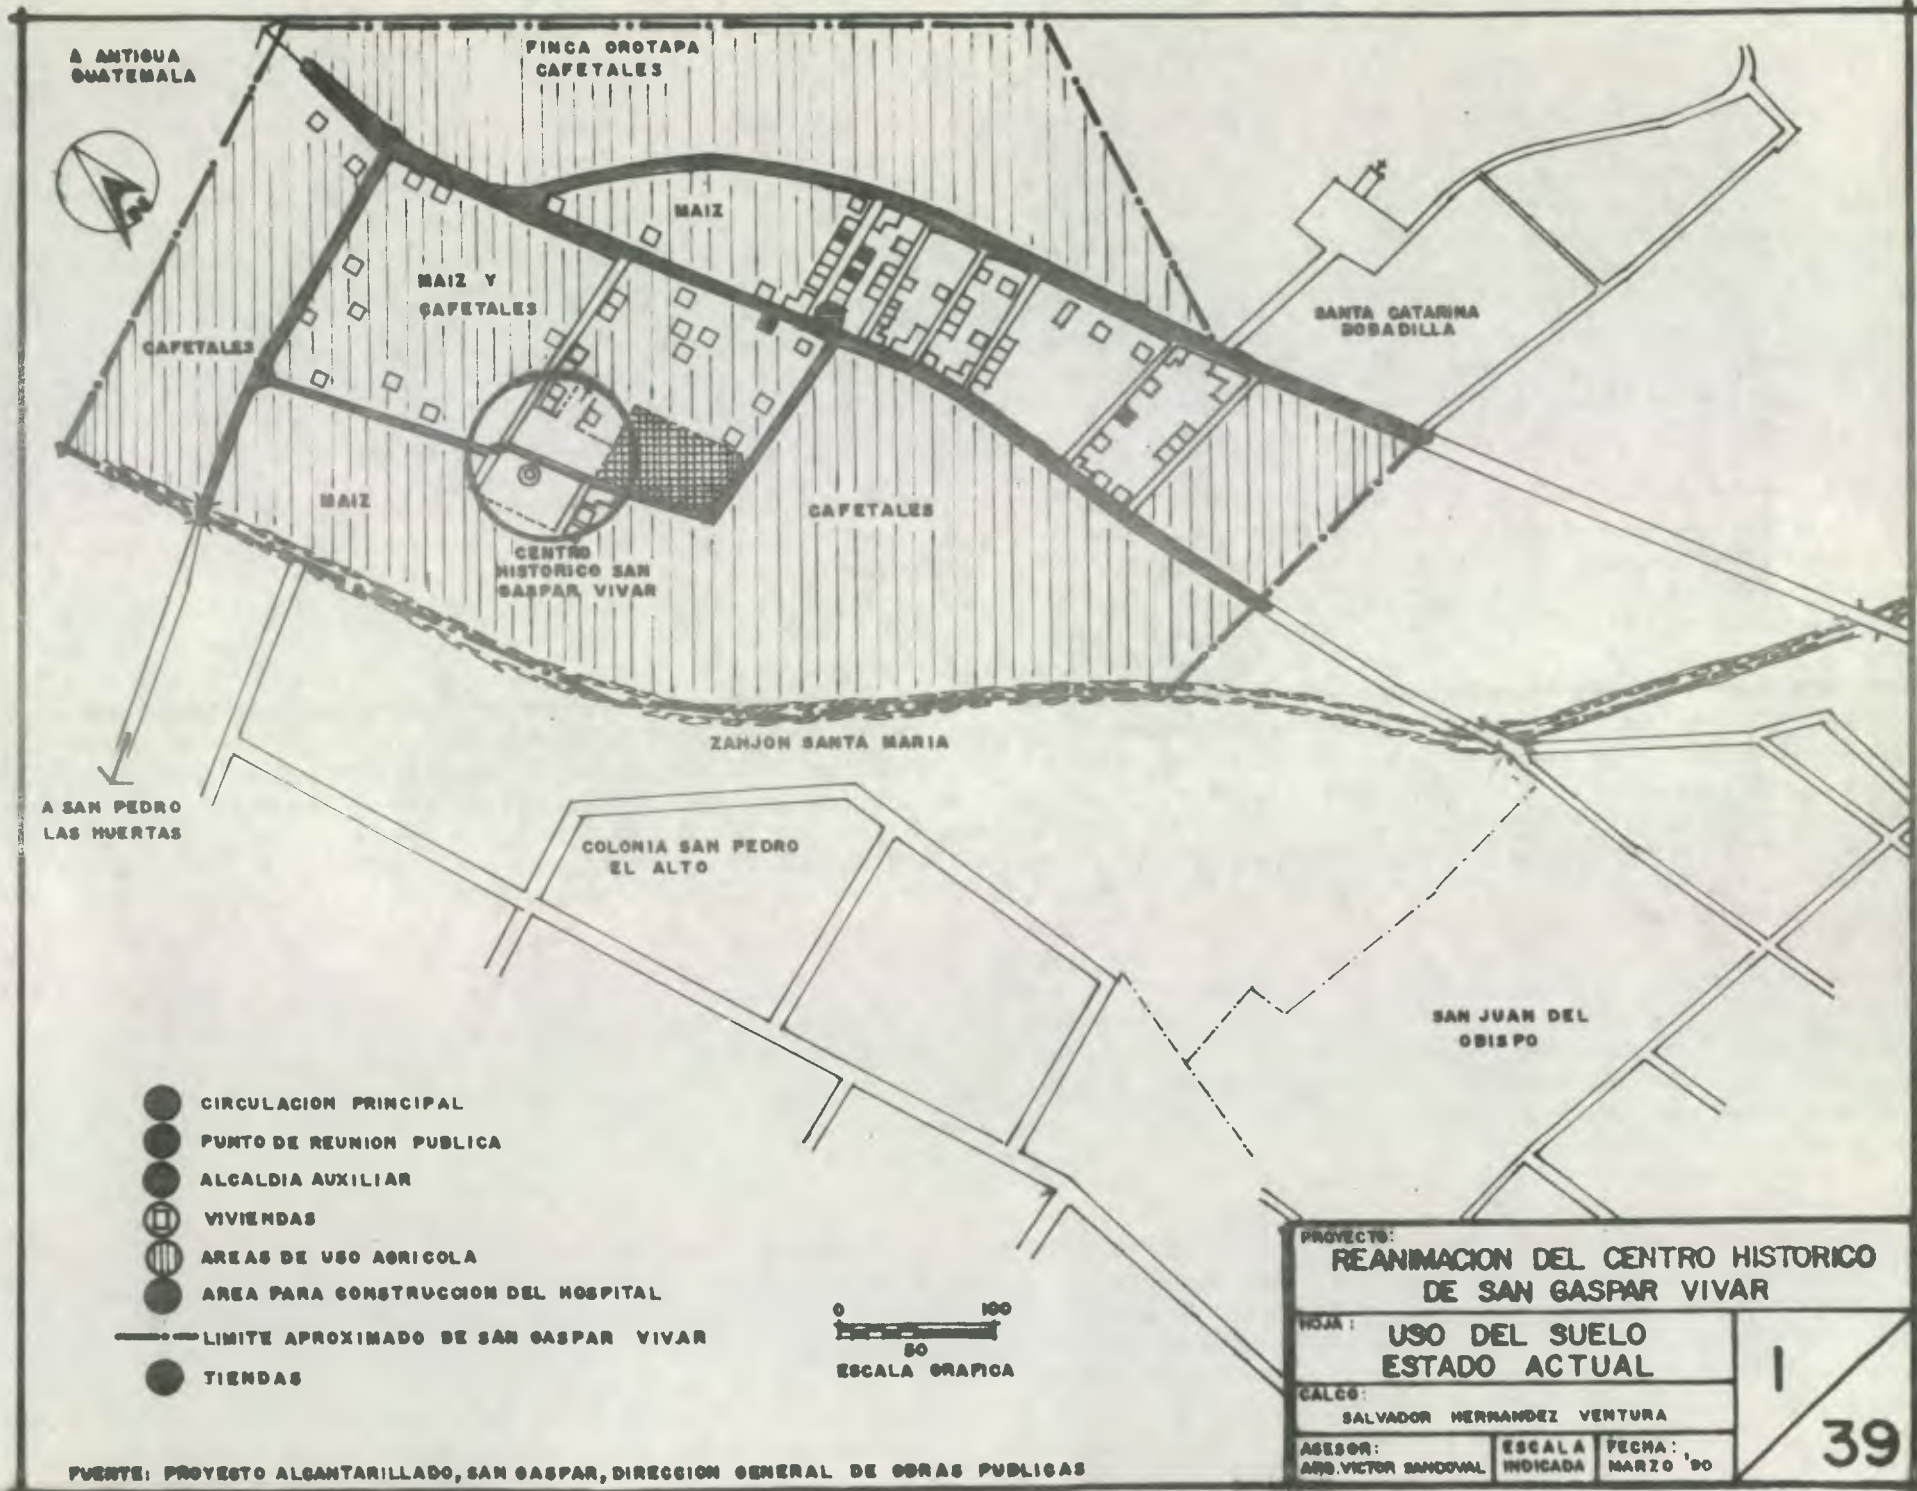 A ANTIGUA
GUATEMALA
FINCA OROTAPA
CAFETALES
MAIZ
MAIZ Y
CAFETALES
CAFETALES
SANTA CATARINA
BOBADILLA
MAIZ
CAFETALES
CENTRO
HISTORICO SAN
GASPAR VIVAR
ZANJON SANTA MARIA
A SAN PEDRO
LAS HUERTAS
COLONIA SAN PEDRO
EL ALTO
SAN JUAN DEL
OBISPO
CIRCULACION PRINCIPAL
PUNTO DE REUNION PUBLICA
ALCALDIA AUXILIAR
VIVIENDAS
AREAS DE USO AGRICOLA
AREA PARA CONSTRUCCION DEL HOSPITAL
LIMITE APROXIMADO DE SAN GASPAR VIVAR
TIENDAS
0 100
50
ESCALA GRAFICA
FUENTE: PROYECTO ALCANTARILLADO, SAN GASPAR, DIRECCION GENERAL DE OBRAS PUBLICAS
PROYECTO:
REANIMACION DEL CENTRO HISTORICO
DE SAN GASPAR VIVAR
HOJA:
USO DEL SUELO
ESTADO ACTUAL
CALCO:
SALVADOR HERNANDEZ VENTURA
ASESOR:
ARQ. VICTOR SANDOVAL
ESCALA
INDICADA
FECHA:
MARZO '90
1
39